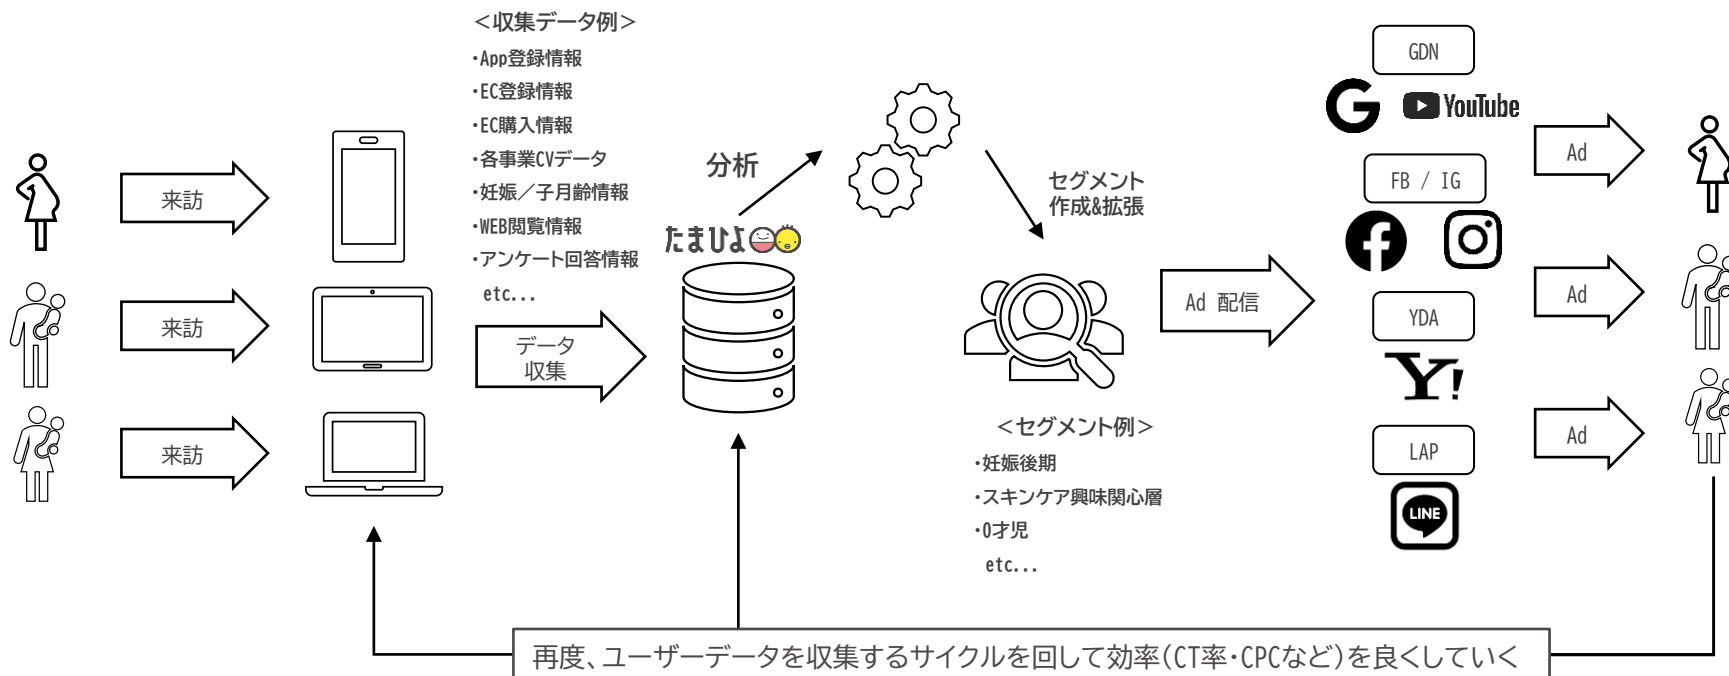 ＜収集データ例＞
・App登録情報
・EC登録情報
・EC購入情報
・各事業CVデータ
・妊娠／子月齢情報
・WEB閲覧情報
・アンケート回答情報
etc...
来訪
来訪
来訪
データ
収集
分析
たまひよ
セグメント
作成&拡張
＜セグメント例＞
・妊娠後期
・スキンケア興味関心層
・0才児
etc...
Ad 配信
GDN
G YouTube
FB / IG
YDA
Y!
LAP
LINE
Ad
Ad
Ad
再度、ユーザーデータを収集するサイクルを回して効率(CT率・CPCなど)を良くしていく